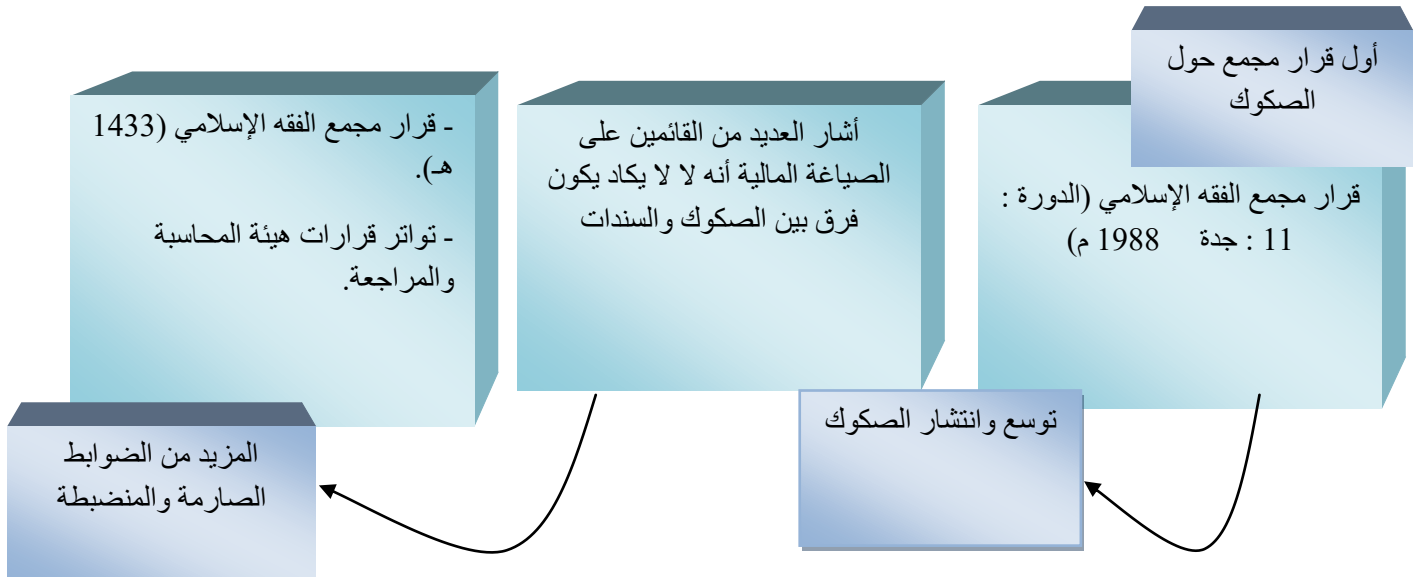 أول قرار مجمع حول
الصكوك
قرار مجمع الفقه الإسلامي (الدورة :
11 : جدة 1988 م)
توسع وانتشار الصكوك
أشار العديد من القائمين على
الصياغة المالية أنه لا لا يكاد يكون
فرق بين الصكوك والسندات
- قرار مجمع الفقه الإسلامي (1433
هـ).
- تواتر قرارات هيئة المحاسبة
والمراجعة.
المزيد من الضوابط
الصارمة والمنضبطة